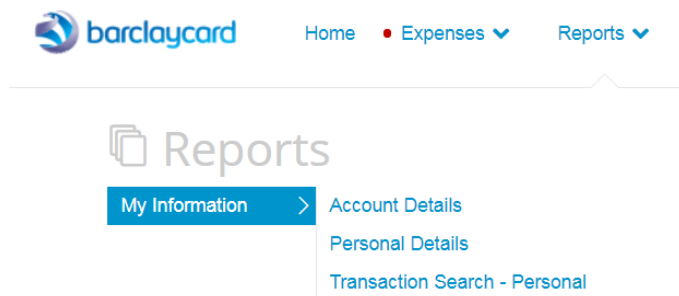 barclaycard Home Expenses Reports
Reports
My Information Account Details
Personal Details
Transaction Search - Personal